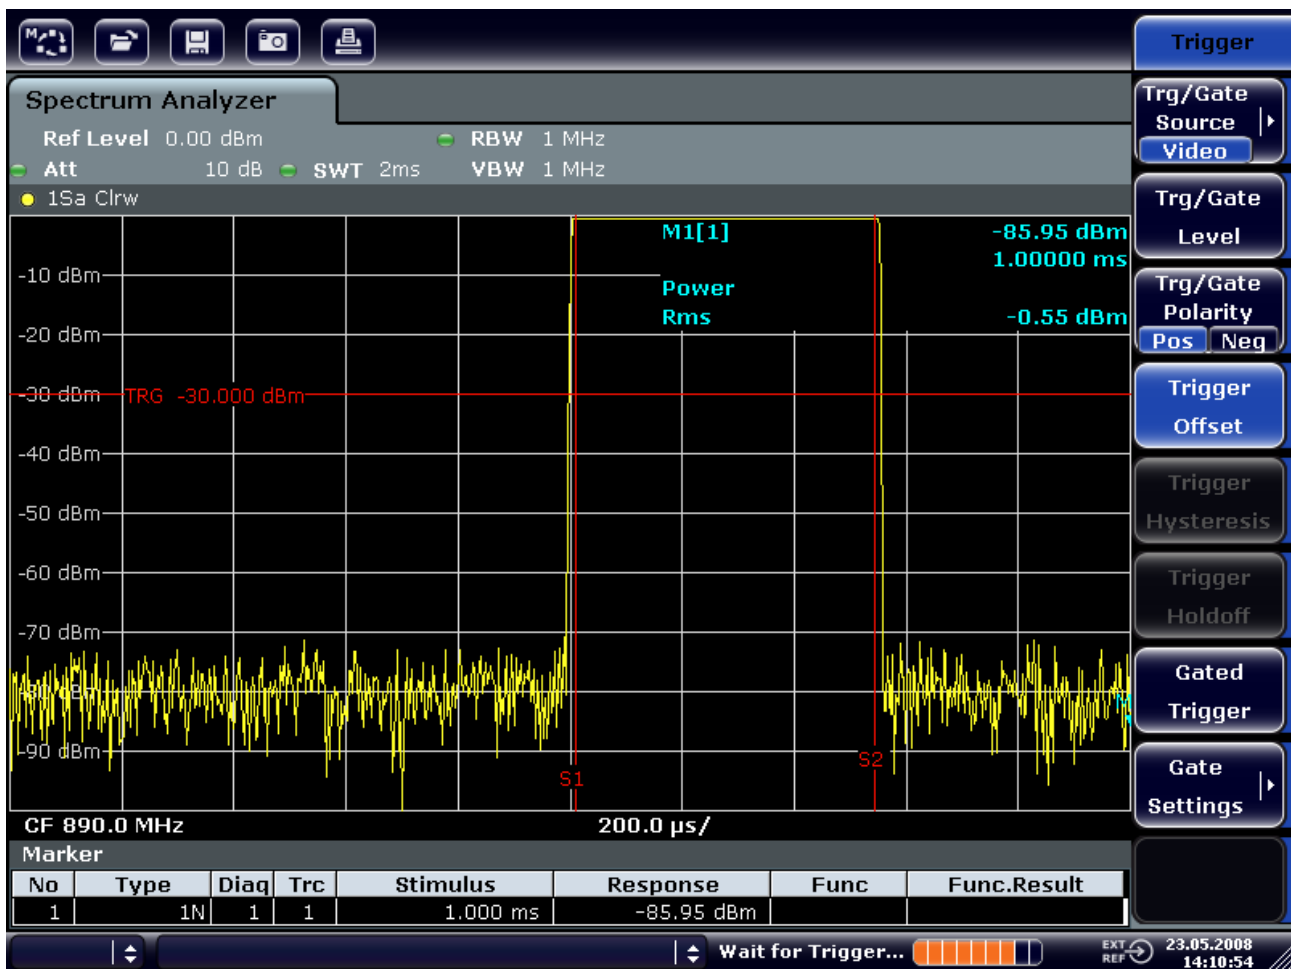 M
Trigger
Spectrum Analyzer
Ref Level 0.00 dBm RBW 1 MHz
Att 10 dB SWT 2ms VBW 1 MHz
1Sa Clrw
M1[1] -85.95 dBm
1.00000 ms
Power
Rms -0.55 dBm
-10 dBm
-20 dBm
-30 dBm
TRG -30.000 dBm
-40 dBm
-50 dBm
-60 dBm
-70 dBm
-80 dBm
-90 dBm
S1
S2
CF 890.0 MHz 200.0 µs/
Marker
No Type Diag Trc Stimulus Response Func Func.Result
1 1N 1 1 1.000 ms -85.95 dBm
Trg/Gate
Source
Video
Trg/Gate
Level
Trg/Gate
Polarity
Pos Neg
Trigger
Offset
Trigger
Hysteresis
Trigger
Holdoff
Gated
Trigger
Gate
Settings
Wait for Trigger...
EXT
REF
23.05.2008
14:10:54